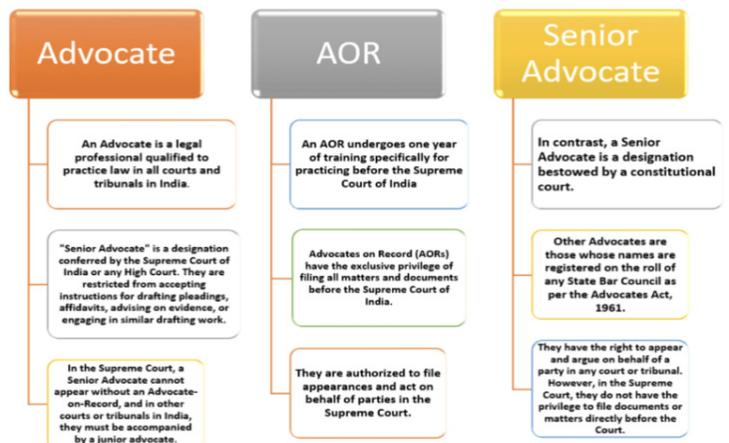 Advocate
An Advocate is a legal
professional qualified to
practice law in all courts and
tribunals in India.
"Senior Advocate" is a designation
conferred by the Supreme Court of
India or any High Court. They are
restricted from accepting
instructions for drafting pleadings,
affidavits, advising on evidence, or
engaging in similar drafting work.
In the Supreme Court, a
Senior Advocate cannot
appear without an Advocate-
on-Record, and in other
courts or tribunals in India,
they must be accompanied
by a junior advocate.
AOR
An AOR undergoes one year
of training specifically for
practicing before the Supreme
Court of India
Advocates on Record (AORs)
have the exclusive privilege of
filing all matters and documents
before the Supreme Court of
India.
They are authorized to file
appearances and act on
behalf of parties in the
Supreme Court.
Senior
Advocate
In contrast, a Senior
Advocate is a designation
bestowed by a constitutional
court.
Other Advocates are
those whose names are
registered on the roll of
any State Bar Council as
per the Advocates Act,
1961.
They have the right to appear
and argue on behalf of a
party in any court or tribunal.
However, in the Supreme
Court, they do not have the
privilege to file documents or
matters directly before the
Court.